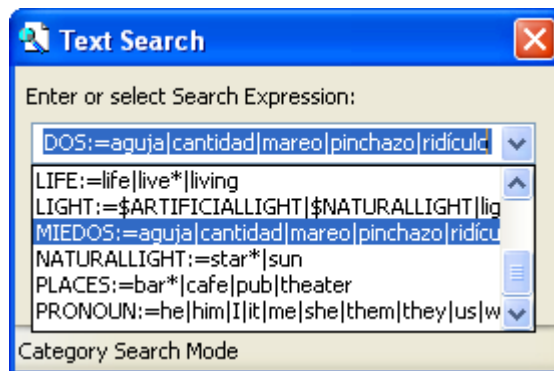 Text Search
Enter or select Search Expression:
DOS:=aguja|cantidad|mareo|pinchazo|ridículo
LIFE:=life|live*|living
LIGHT:=$ARTIFICIALLIGHT|$NATURALLIGHT|lig
MIEDOS:=aguja|cantidad|mareo|pinchazo|ridícu
NATURALLIGHT:=star*|sun
PLACES:=bar*|cafe|pub|theater
PRONOUN:=he|him|I|it|me|she|them|they|us|w
Category Search Mode